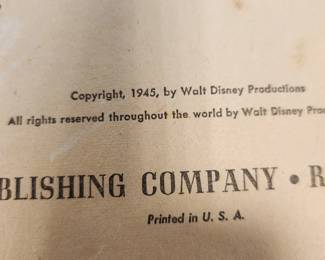 Copyright, 1945, by Walt Disney Productions
All rights reserved throughout the world by Walt Disney Pro
BLISHING COMPANY • R
Printed in U. S. A.